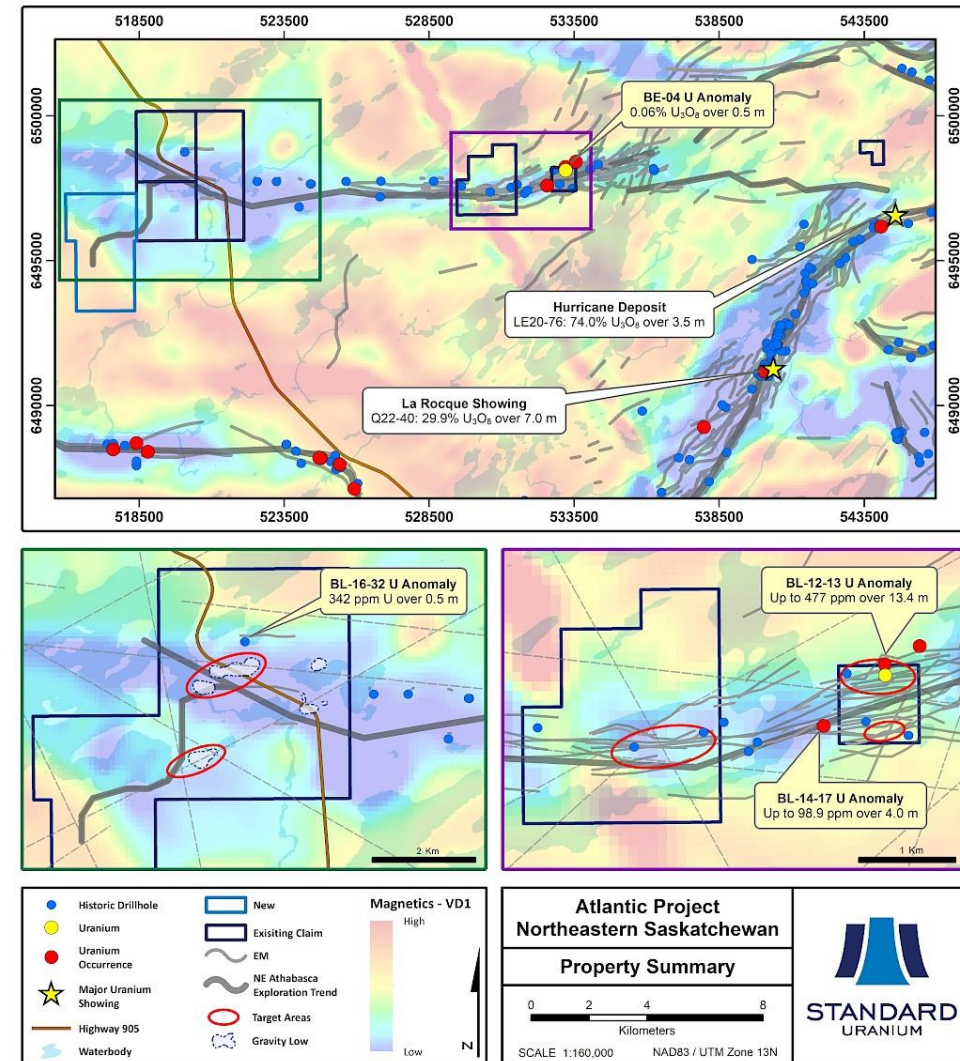 518500 523500 528500 533500 538500 543500
6500000
6495000
6490000
BE-04 U Anomaly
0.06% U₃O₈ over 0.5 m
Hurricane Deposit
LE20-76: 74.0% U₃O₈ over 3.5 m
La Rocque Showing
Q22-40: 29.9% U₃O₈ over 7.0 m
6500000
6495000
6490000
518500 523500 528500 533500 538500 543500
BL-16-32 U Anomaly
342 ppm U over 0.5 m
2 Km
BL-12-13 U Anomaly
Up to 477 ppm over 13.4 m
BL-14-17 U Anomaly
Up to 98.9 ppm over 4.0 m
1 Km
Historic Drillhole
Uranium
Uranium
Occurrence
Major Uranium
Showing
Highway 905
Waterbody
New
Exisiting Claim
EM
NE Athabasca
Exploration Trend
Target Areas
Gravity Low
Magnetics - VD1
High
Low
N
Atlantic Project
Northeastern Saskatchewan
Property Summary
0 2 4 8
Kilometers
SCALE 1:160,000 NAD83 / UTM Zone 13N
STANDARD
URANIUM